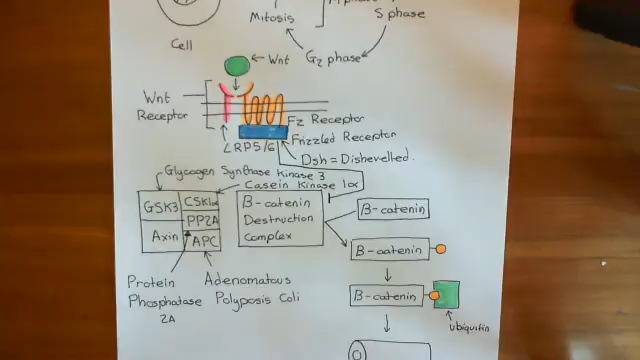 M phase
Mitosis
S phase
Cell
G2 phase
Wnt
Wnt
Receptor
Fz Receptor
Frizzled Receptor
LRP5/6
Dsh = Dishevelled.
Glycogen Synthase Kinase 3
Casein Kinase 1α
GSK3
CSK1α
PP2A
Axin
APC
β-catenin
Destruction
Complex
β-catenin
β-catenin
β-catenin
Protein
Phosphatase
2A
Adenomatous
Polyposis Coli
ubiquitin